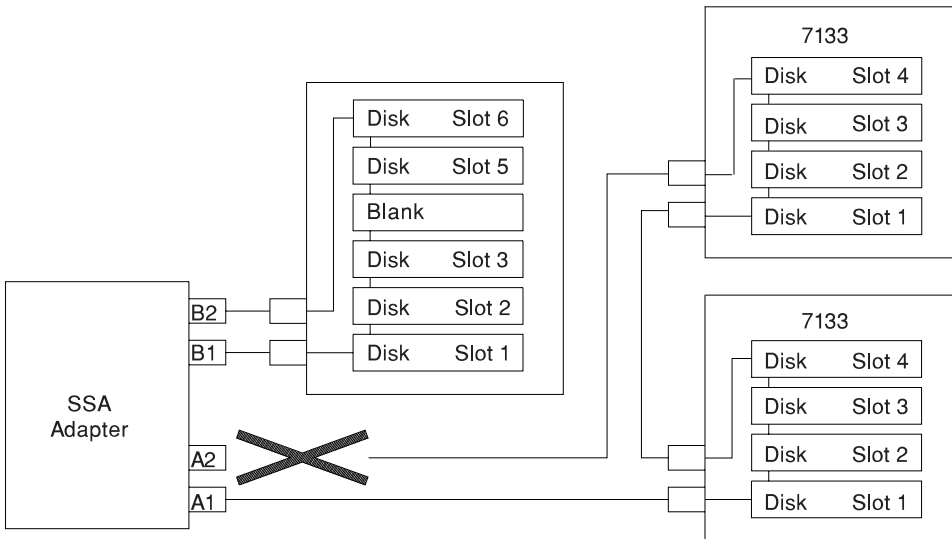 7133
Disk Slot 4
Disk Slot 3
Disk Slot 2
Disk Slot 1
Disk Slot 6
Disk Slot 5
Blank
Disk Slot 3
Disk Slot 2
Disk Slot 1
B2
B1
SSA
Adapter
A2
A1
7133
Disk Slot 4
Disk Slot 3
Disk Slot 2
Disk Slot 1